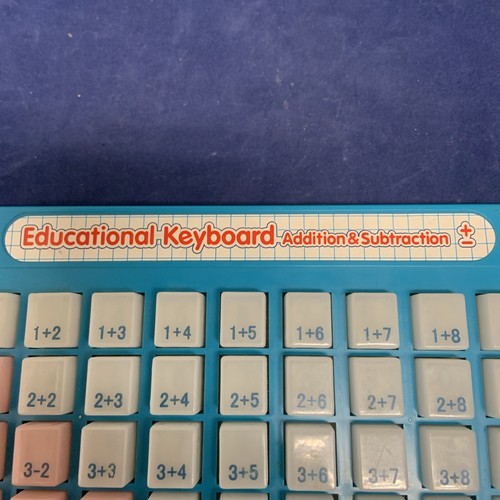 Educational Keyboard Addition & Subtraction ±
1+2 1+3 1+4 1+5 1+6 1+7 1+8
2+2 2+3 2+4 2+5 2+6 2+7 2+8
3-2 3+3 3+4 3+5 3+6 3+7 3+8